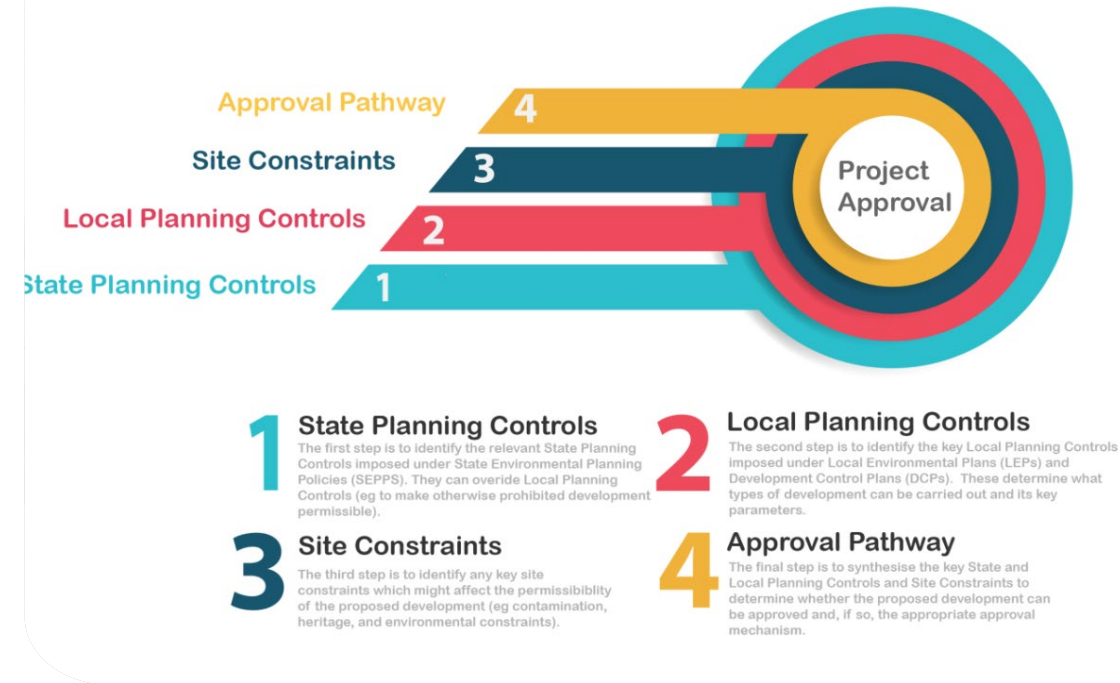 Approval Pathway
4
Site Constraints
3
Project
Approval
Local Planning Controls
2
State Planning Controls
1
1
State Planning Controls
The first step is to identify the relevant State Planning
Controls imposed under State Environmental Planning
Policies (SEPPS). They can overide Local Planning
Controls (eg to make otherwise prohibited development
permissible).
2
Local Planning Controls
The second step is to identify the key Local Planning Controls
imposed under Local Environmental Plans (LEPs) and
Development Control Plans (DCPs).  These determine what
types of development can be carried out and its key
parameters.
3
Site Constraints
The third step is to identify any key site
constraints which might affect the permissibiblity
of the proposed development (eg contamination,
heritage, and environmental constraints).
4
Approval Pathway
The final step is to synthesise the key State and
Local Planning Controls and Site Constraints to
determine whether the proposed development can
be approved and, if so, the appropriate approval
mechanism.